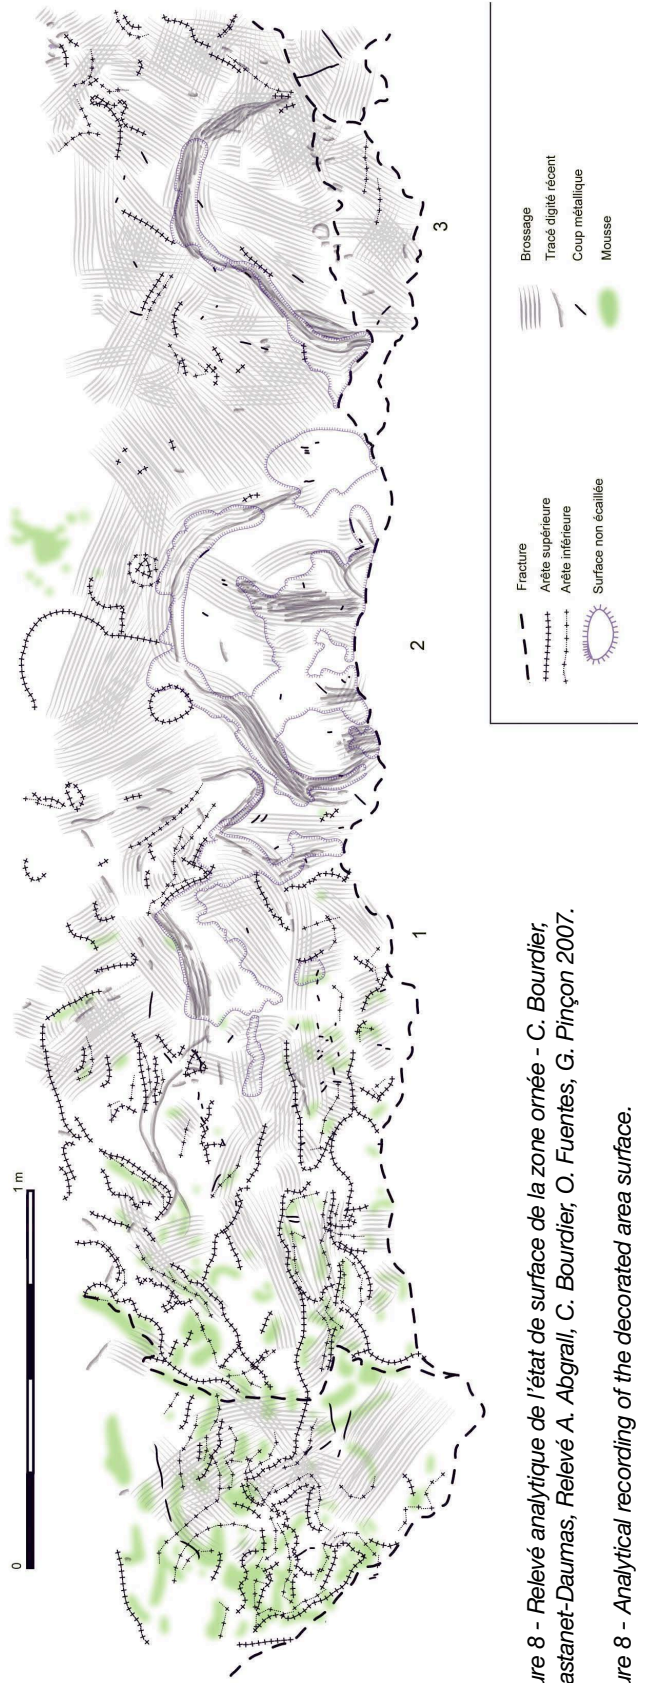 0
1 m
1
2
3
Fracture
Arête supérieure
Arête inférieure
Surface non écaillée
Brossage
Tracé digité récent
Coup métallique
Mousse
ure 8 - Relevé analytique de l'état de surface de la zone ornée - C. Bourdier,
astanet-Daumas, Relevé A. Abgrall, C. Bourdier, O. Fuentes, G. Pinçon 2007.
ure 8 - Analytical recording of the decorated area surface.